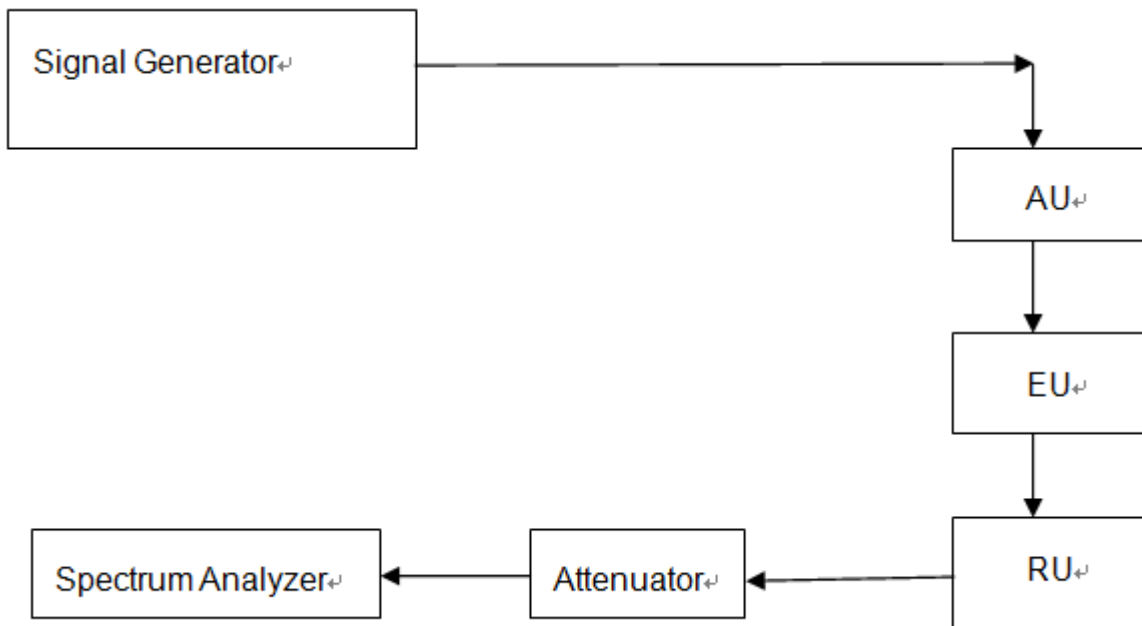 Signal Generator↵
AU↵
EU↵
RU↵
Attenuator↵
Spectrum Analyzer↵